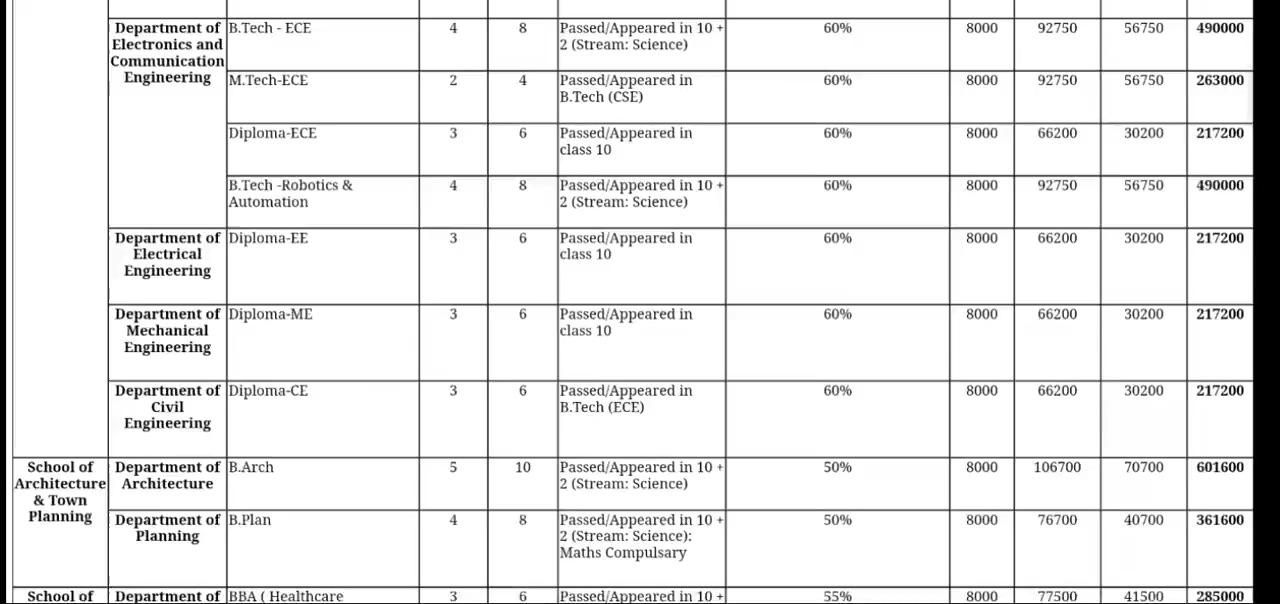 Department of Electronics and Communication Engineering B.Tech - ECE 4 8 Passed/Appeared in 10 + 2 (Stream: Science) 60% 8000 92750 56750 490000
M.Tech-ECE 2 4 Passed/Appeared in B.Tech (CSE) 60% 8000 92750 56750 263000
Diploma-ECE 3 6 Passed/Appeared in class 10 60% 8000 66200 30200 217200
B.Tech -Robotics & Automation 4 8 Passed/Appeared in 10 + 2 (Stream: Science) 60% 8000 92750 56750 490000
Department of Electrical Engineering Diploma-EE 3 6 Passed/Appeared in class 10 60% 8000 66200 30200 217200
Department of Mechanical Engineering Diploma-ME 3 6 Passed/Appeared in class 10 60% 8000 66200 30200 217200
Department of Civil Engineering Diploma-CE 3 6 Passed/Appeared in B.Tech (ECE) 60% 8000 66200 30200 217200
School of Architecture & Town Planning Department of Architecture B.Arch 5 10 Passed/Appeared in 10 + 2 (Stream: Science) 50% 8000 106700 70700 601600
Department of Planning B.Plan 4 8 Passed/Appeared in 10 + 2 (Stream: Science): Maths Compulsary 50% 8000 76700 40700 361600
School of Department of BBA ( Healthcare 3 6 Passed/Appeared in 10 + 55% 8000 77500 41500 285000